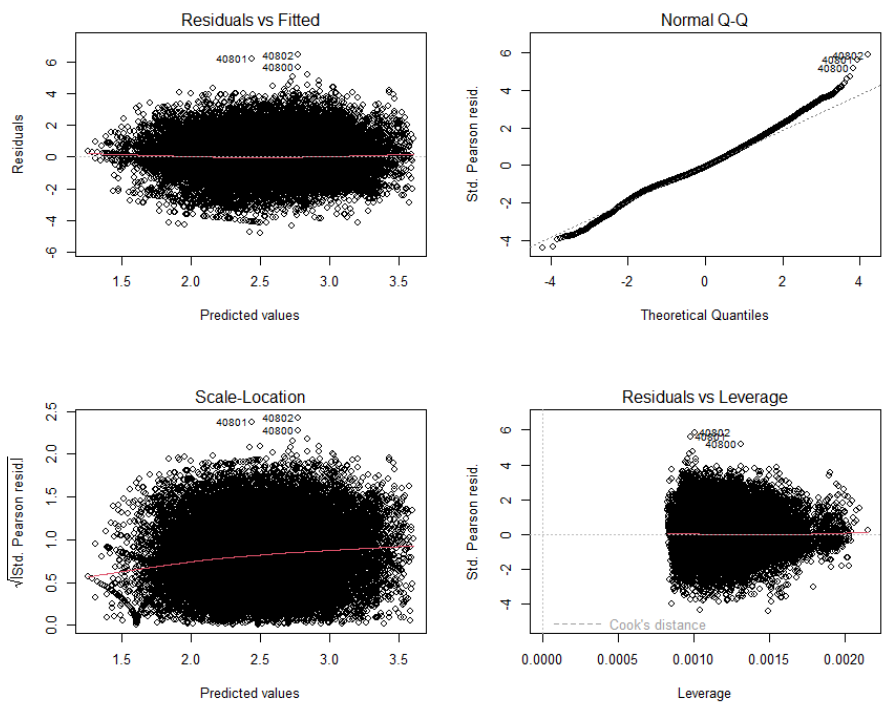 Residuals vs Fitted
Residuals
6
4
2
0
-2
-4
-6
40801
40802
40800
1.5 2.0 2.5 3.0 3.5
Predicted values
Normal Q-Q
Std. Pearson resid.
6
4
2
0
-2
-4
40802
40801
40800
-4 -2 0 2 4
Theoretical Quantiles
Scale-Location
√|Std. Pearson resid.|
2.5
2.0
1.5
1.0
0.5
0.0
40801
40802
40800
1.5 2.0 2.5 3.0 3.5
Predicted values
Residuals vs Leverage
Std. Pearson resid.
6
4
2
0
-2
-4
40802
40801
40800
Cook's distance
0.0000 0.0005 0.0010 0.0015 0.0020
Leverage